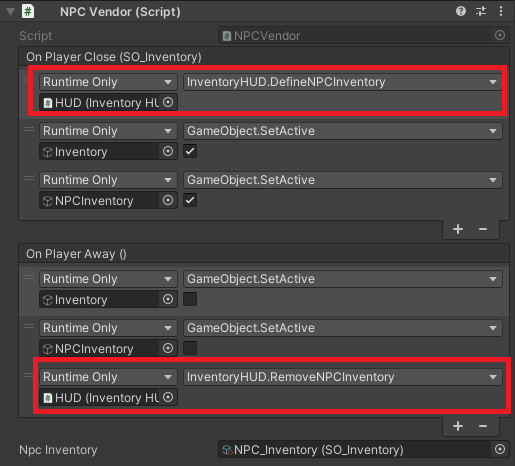 NPC Vendor (Script)
Script NPCVendor
On Player Close (SO_Inventory)
Runtime Only InventoryHUD.DefineNPCInventory
HUD (Inventory HU
Runtime Only GameObject.SetActive
Inventory
Runtime Only GameObject.SetActive
NPCInventory
+ −
On Player Away ()
Runtime Only GameObject.SetActive
Inventory
Runtime Only GameObject.SetActive
NPCInventory
Runtime Only InventoryHUD.RemoveNPCInventory
HUD (Inventory HU
+ −
Npc Inventory NPC_Inventory (SO_Inventory)